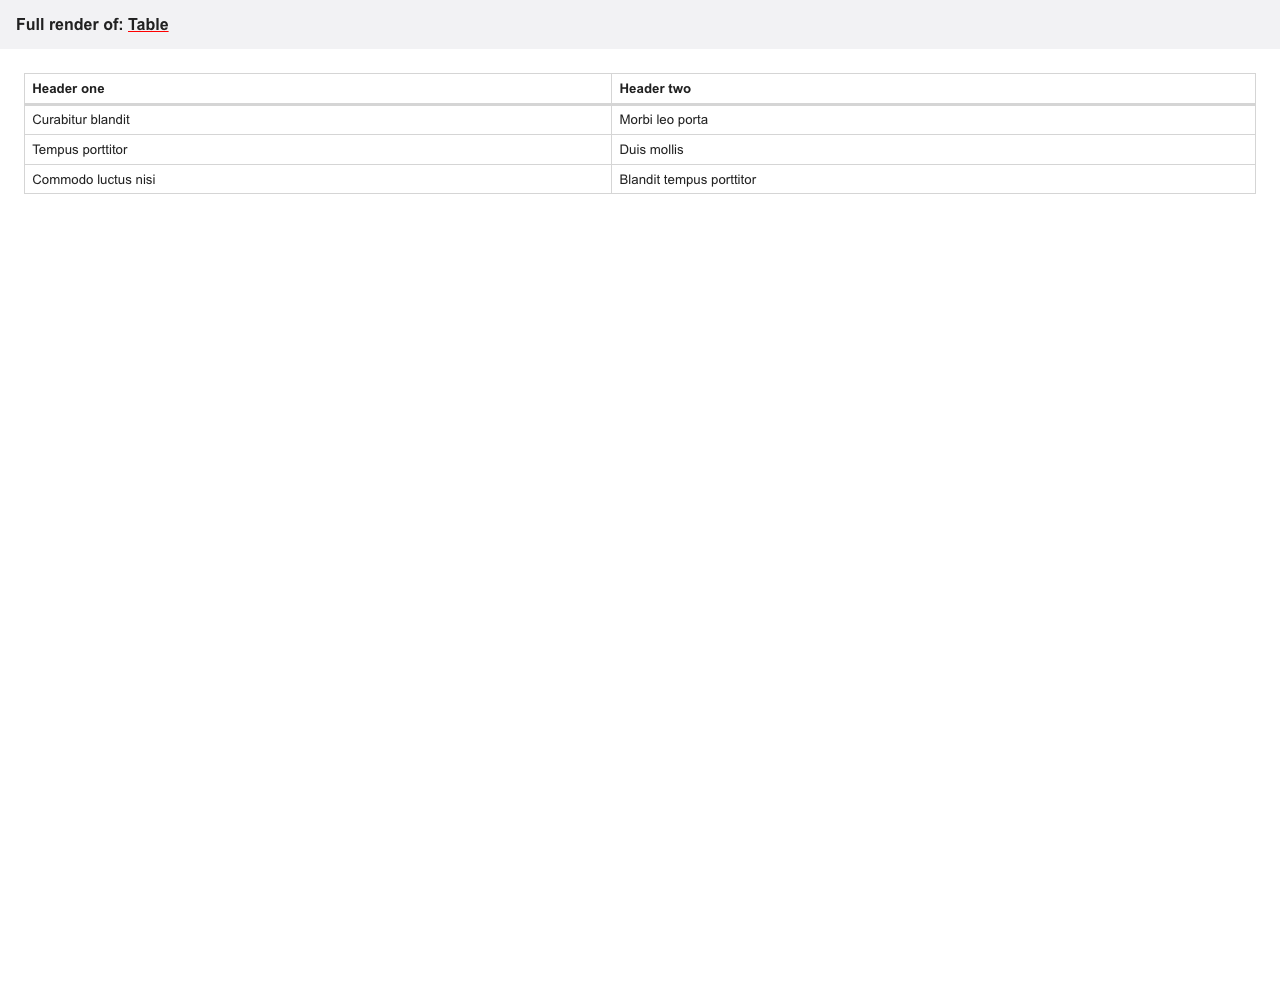 Full render of: Table
Header one Header two
Curabitur blandit Morbi leo porta
Tempus porttitor Duis mollis
Commodo luctus nisi Blandit tempus porttitor